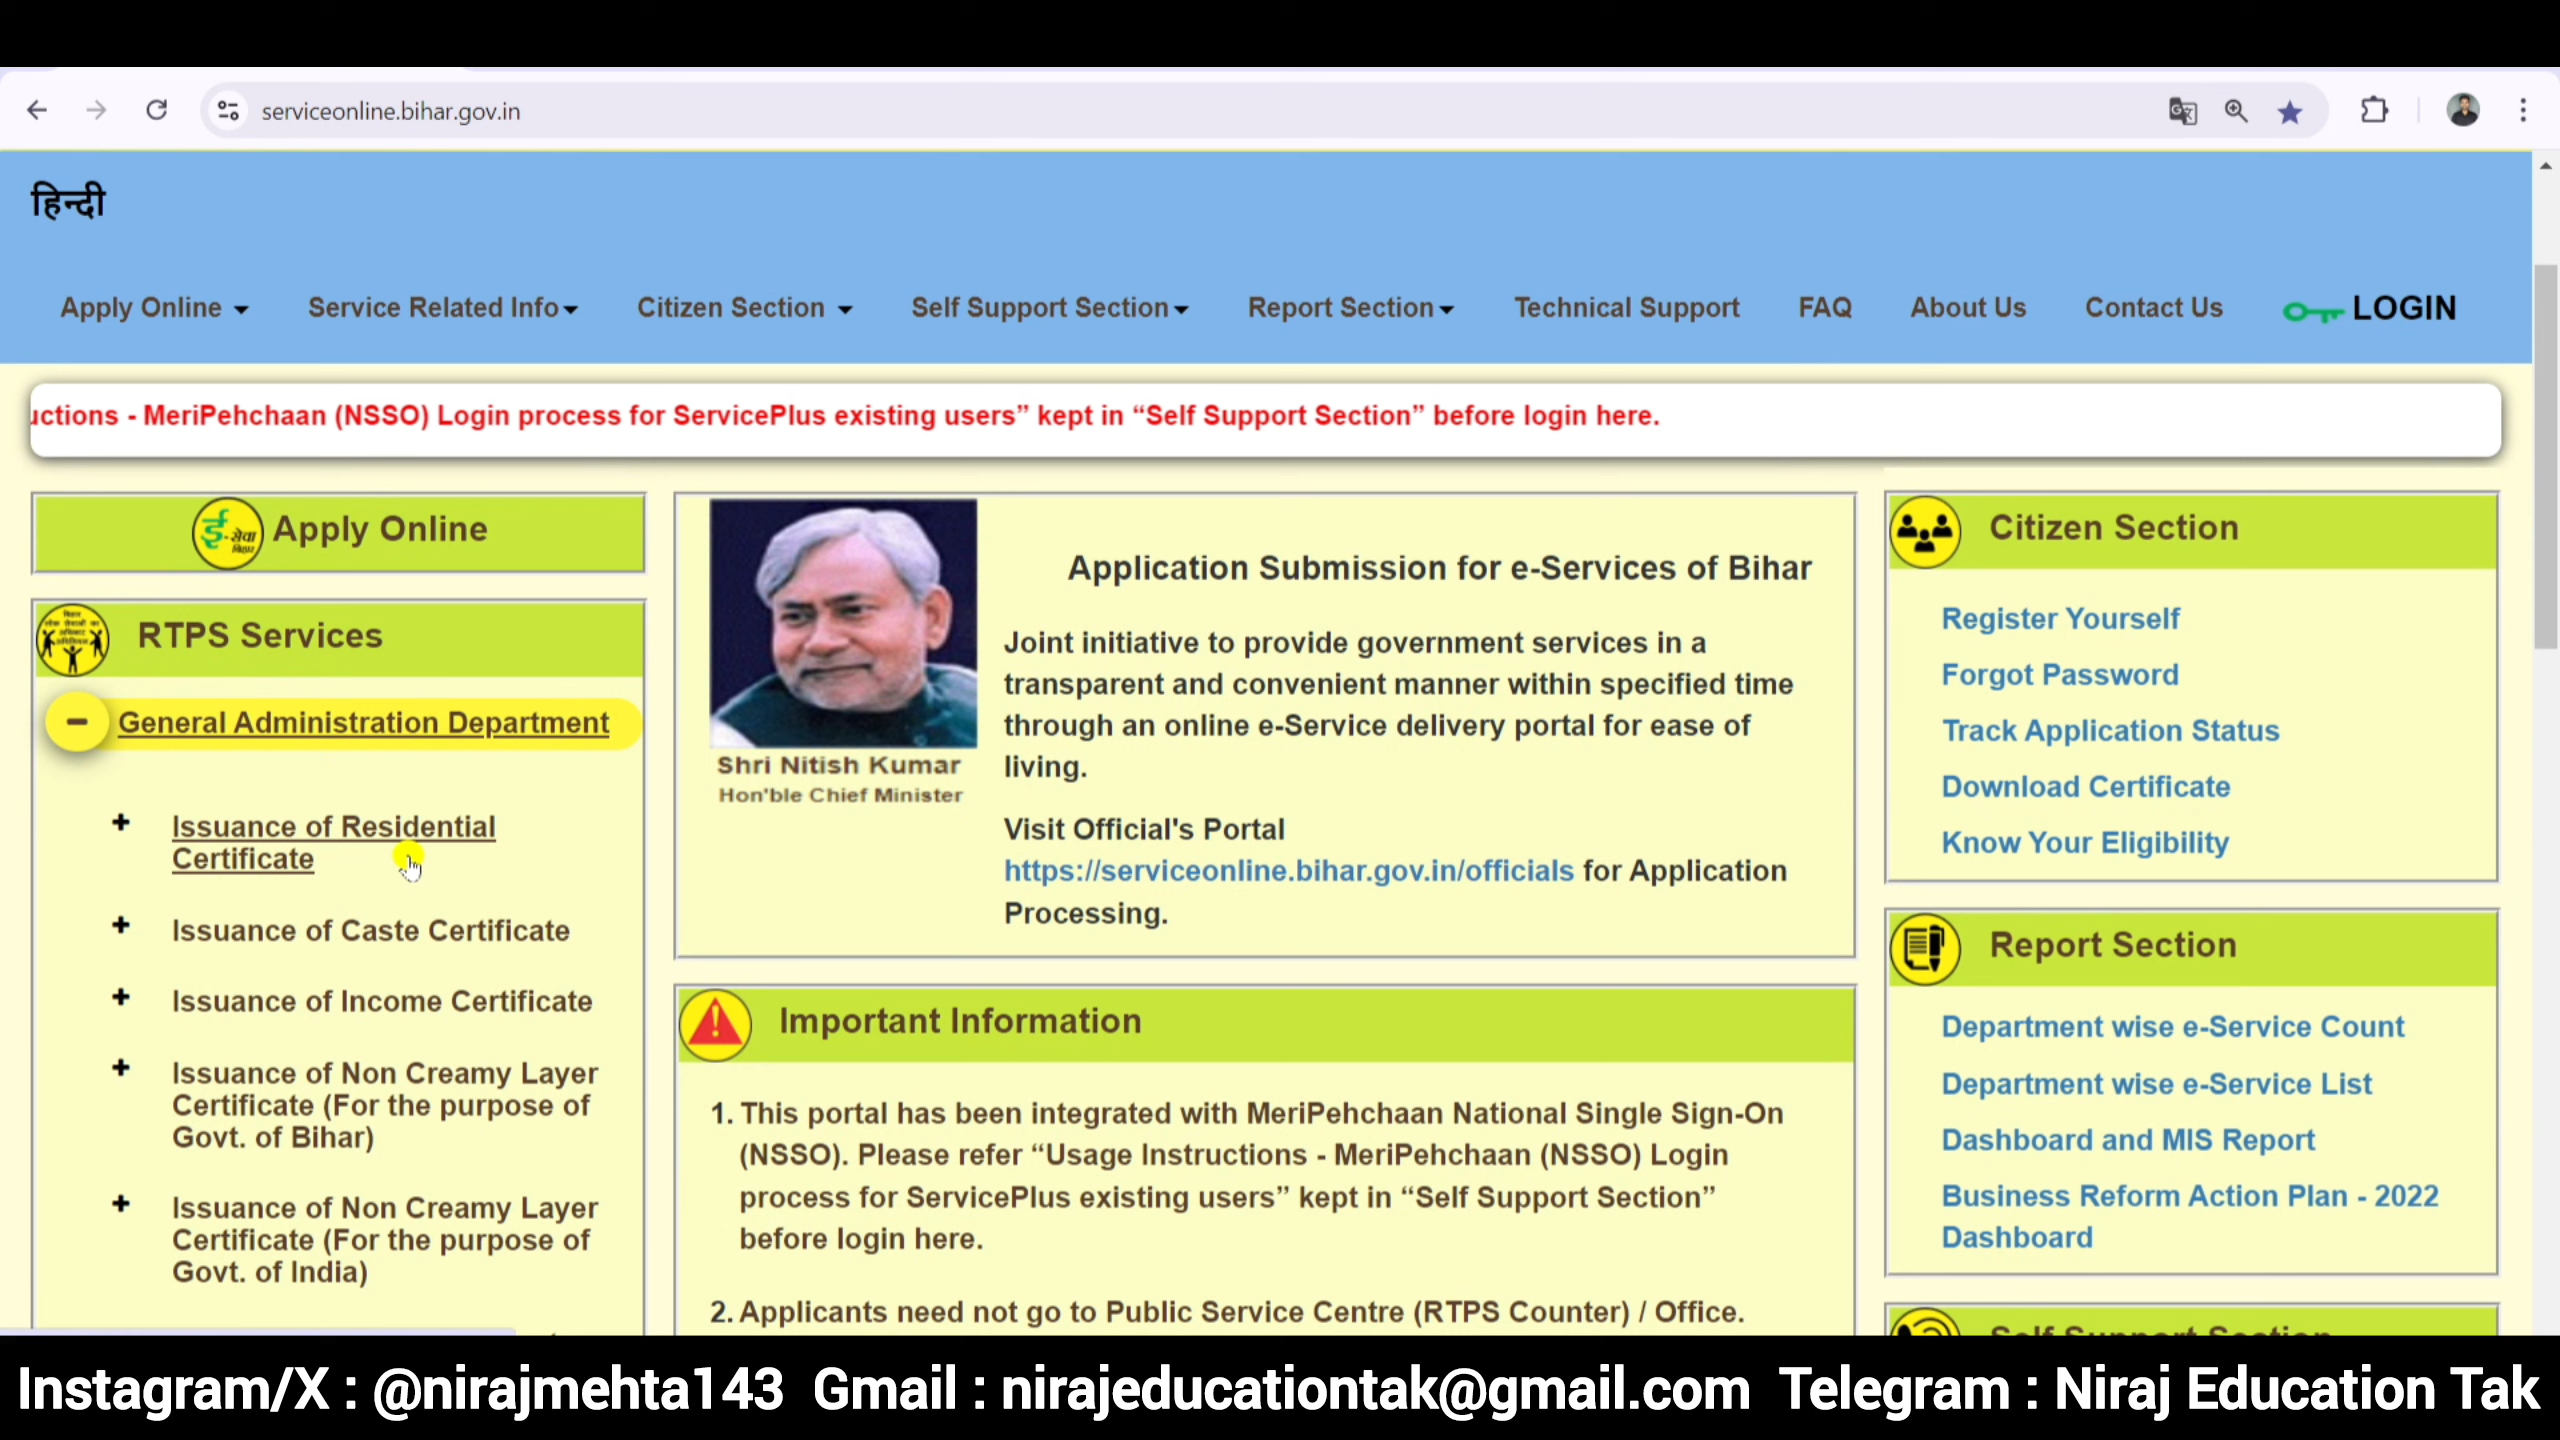 serviceonline.bihar.gov.in
हिन्दी
Apply Online
Service Related Info
Citizen Section
Self Support Section
Report Section
Technical Support
FAQ
About Us
Contact Us
LOGIN
uctions - MeriPehchaan (NSSO) Login process for ServicePlus existing users” kept in “Self Support Section” before login here.
ई-सेवा
बिहार
Apply Online
RTPS Services
General Administration Department
Issuance of Residential
Certificate
Issuance of Caste Certificate
Issuance of Income Certificate
Issuance of Non Creamy Layer
Certificate (For the purpose of
Govt. of Bihar)
Issuance of Non Creamy Layer
Certificate (For the purpose of
Govt. of India)
Shri Nitish Kumar
Hon'ble Chief Minister
Application Submission for e-Services of Bihar
Joint initiative to provide government services in a
transparent and convenient manner within specified time
through an online e-Service delivery portal for ease of
living.
Visit Official's Portal
https://serviceonline.bihar.gov.in/officials for Application
Processing.
Important Information
1. This portal has been integrated with MeriPehchaan National Single Sign-On
(NSSO). Please refer “Usage Instructions - MeriPehchaan (NSSO) Login
process for ServicePlus existing users” kept in “Self Support Section”
before login here.
2. Applicants need not go to Public Service Centre (RTPS Counter) / Office.
Citizen Section
Register Yourself
Forgot Password
Track Application Status
Download Certificate
Know Your Eligibility
Report Section
Department wise e-Service Count
Department wise e-Service List
Dashboard and MIS Report
Business Reform Action Plan - 2022
Dashboard
Self Support Section
Instagram/X : @nirajmehta143 Gmail : nirajeducationtak@gmail.com Telegram : Niraj Education Tak